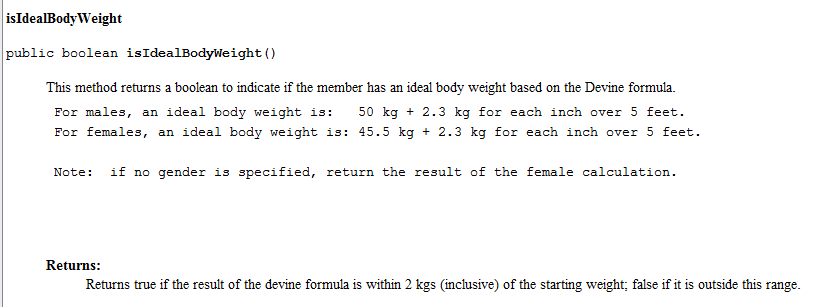 isIdealBodyWeight
public boolean isIdealBodyWeight()
This method returns a boolean to indicate if the member has an ideal body weight based on the Devine formula.
For males, an ideal body weight is:   50 kg + 2.3 kg for each inch over 5 feet.
For females, an ideal body weight is: 45.5 kg + 2.3 kg for each inch over 5 feet.
Note:  if no gender is specified, return the result of the female calculation.
Returns:
Returns true if the result of the devine formula is within 2 kgs (inclusive) of the starting weight; false if it is outside this range.